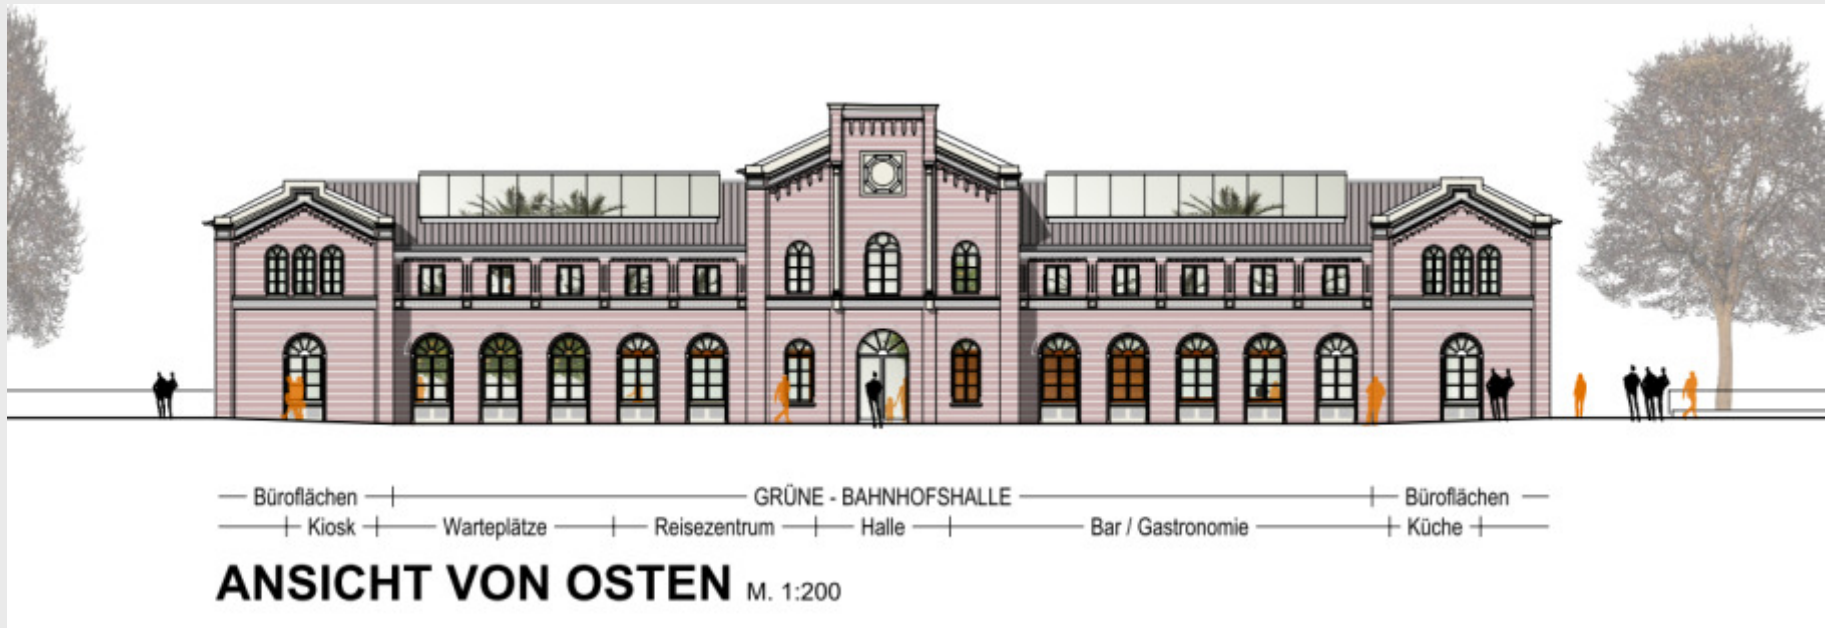 Büroflächen GRÜNE - BAHNHOFSHALLE Büroflächen
Kiosk Warteplätze Reisezentrum Halle Bar / Gastronomie Küche
ANSICHT VON OSTEN M. 1:200